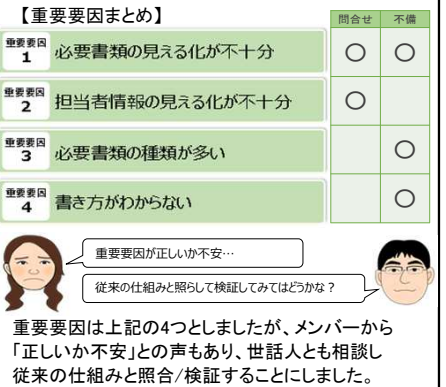 【重要要因まとめ】
問合せ 不備
重要要因 1 必要書類の見える化が不十分 ○ ○
重要要因 2 担当者情報の見える化が不十分 ○
重要要因 3 必要書類の種類が多い ○
重要要因 4 書き方がわからない ○
重要要因が正しいか不安…
従来の仕組みと照らして検証してみてはどうかな？
重要要因は上記の4つとしましたが、メンバーから
「正しいか不安」との声もあり、世話人とも相談し
従来の仕組みと照合/検証することにしました。